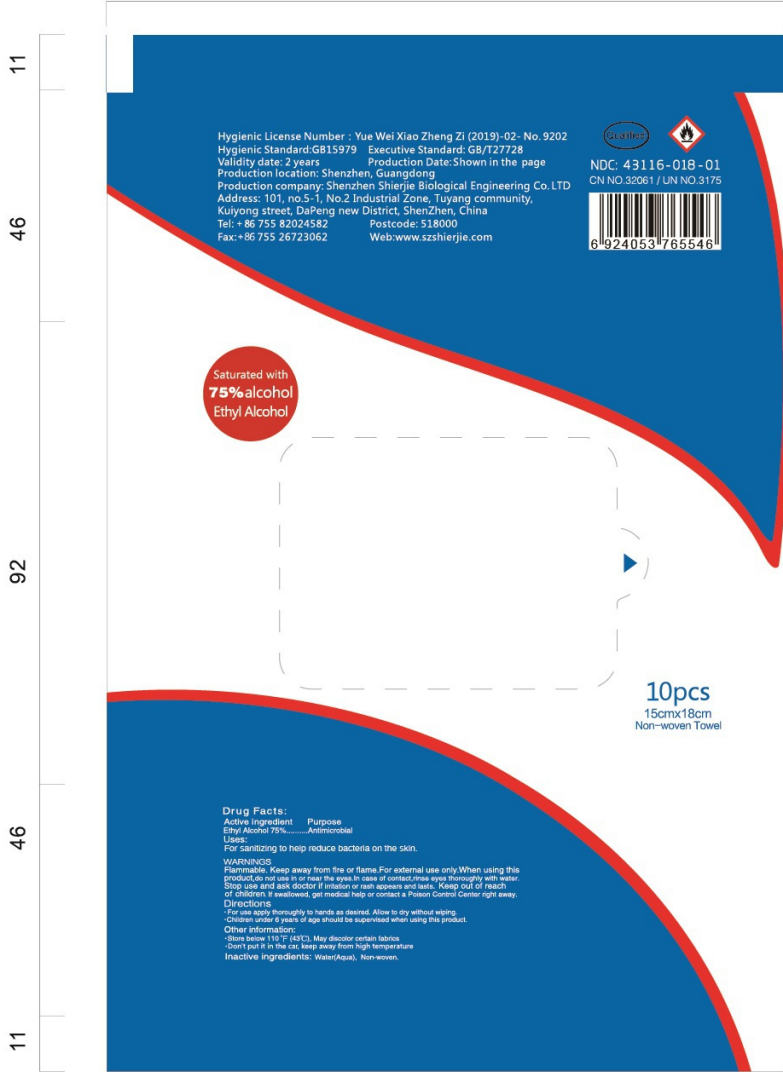 11
46
92
46
11
Hygienic License Number : Yue Wei Xiao Zheng Zi (2019)-02- No. 9202
Hygienic Standard:GB15979 Executive Standard: GB/T27728
Validity date: 2 years Production Date:Shown in the page
Production location: Shenzhen, Guangdong
Production company: Shenzhen Shierjie Biological Engineering Co. LTD
Address: 101, no.5-1, No.2 Industrial Zone, Tuyang community,
Kuiyong street, DaPeng new District, ShenZhen, China
Tel: +86 755 82024582 Postcode: 518000
Fax:+86 755 26723062 Web:www.szshierjie.com
Qualified
NDC: 43116-018-01
CN NO.32061 / UN NO.3175
6 924053 765546
Saturated with
75% alcohol
Ethyl Alcohol
10pcs
15cmx18cm
Non-woven Towel
Drug Facts:
Active ingredient Purpose
Ethyl Alcohol 75%..........Antimicrobial
Uses:
For sanitizing to help reduce bacteria on the skin.
WARNINGS
Flammable. Keep away from fire or flame.For external use only.When using this
product,do not use in or near the eyes.In case of contact,rinse eyes thoroughly with water.
Stop use and ask doctor if irritation or rash appears and lasts. Keep out of reach
of children. If swallowed, get medical help or contact a Poison Control Center right away.
Directions
·For use apply thoroughly to hands as desired. Allow to dry without wiping.
·Children under 6 years of age should be supervised when using this product.
Other information:
·Store below 110°F (43℃), May discolor certain fabrics
·Don't put it in the car, keep away from high temperature
Inactive ingredients: Water(Aqua), Non-woven.